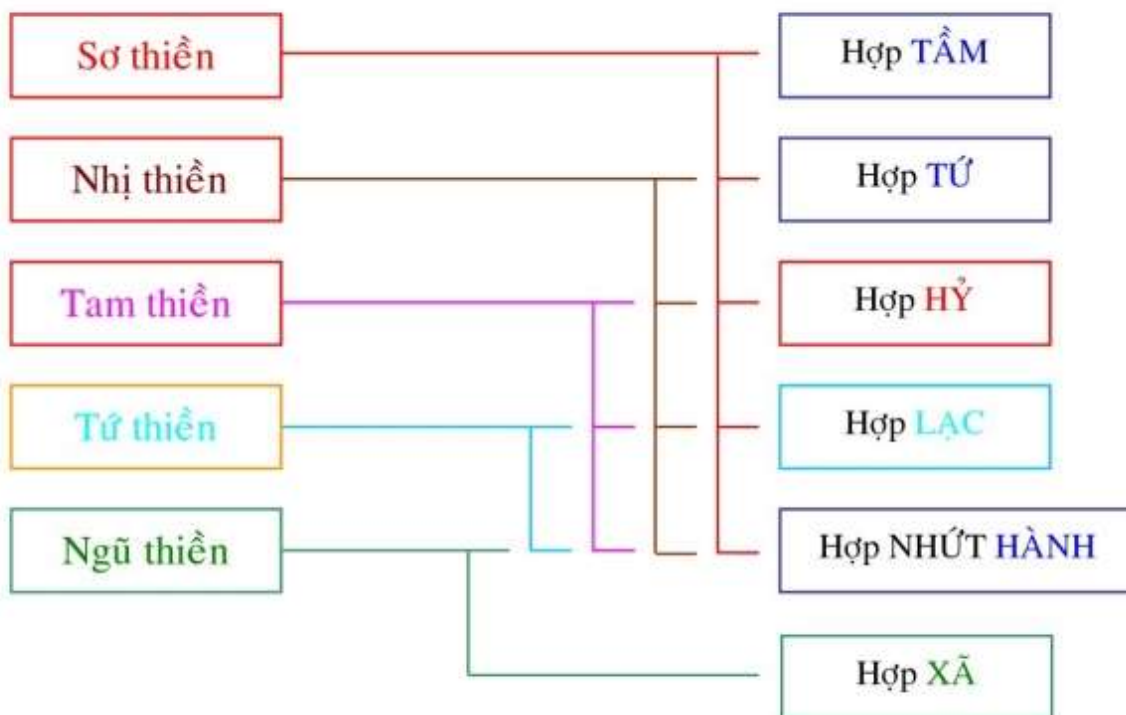 Sơ thiền
Hợp TẦM
Nhị thiền
Hợp TỨ
Tam thiền
Hợp HỶ
Tứ thiền
Hợp LẠC
Ngũ thiền
Hợp NHỨT HÀNH
Hợp XÃ